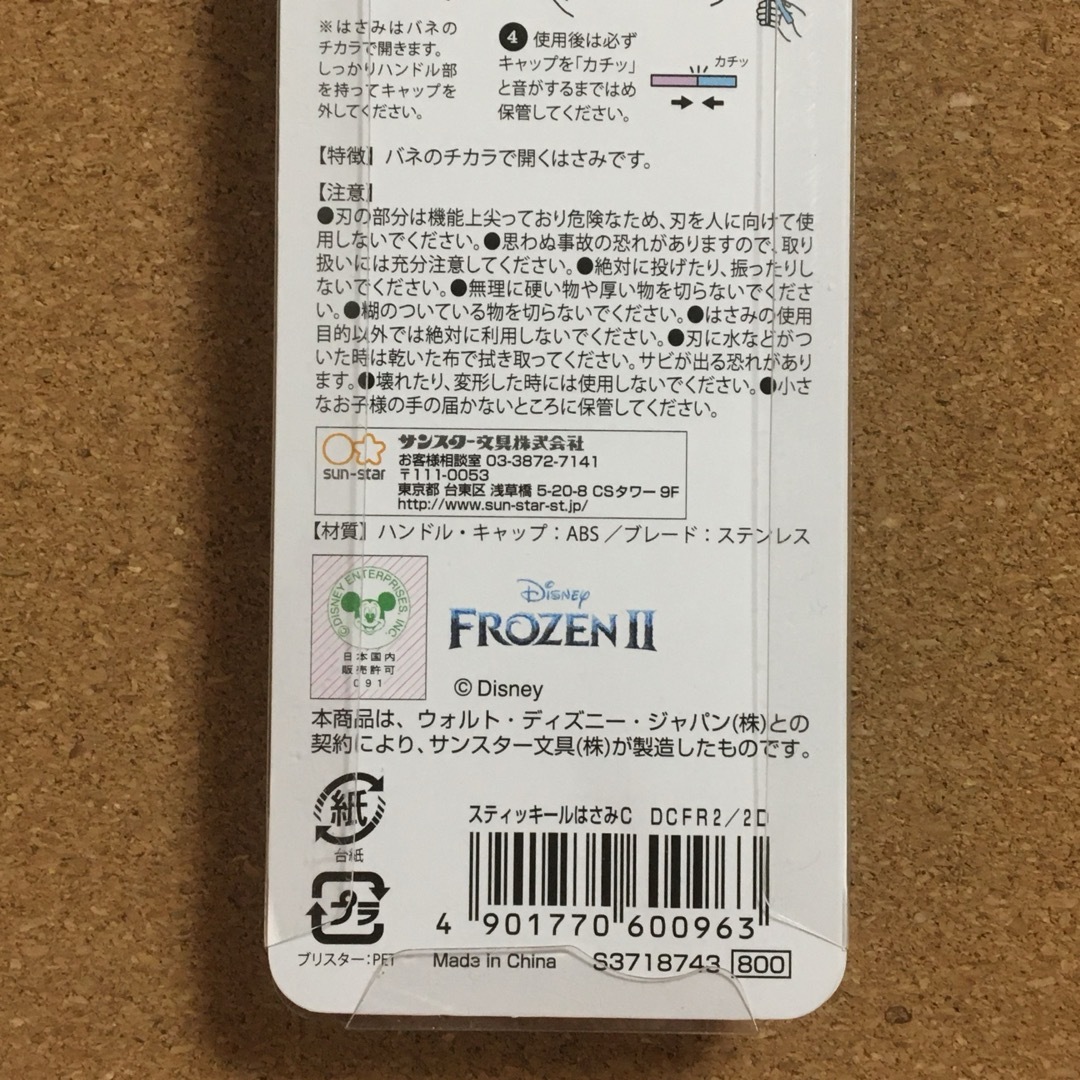 ※はさみはバネの
チカラで開きます。
しっかりハンドル部
を持ってキャップを
外してください。
4 使用後は必ず
キャップを「カチッ」
と音がするまではめ
保管してください。
カチッ
【特徴】バネのチカラで開くはさみです。
【注意】
●刃の部分は機能上尖っており危険なため、刃を人に向けて使
用しないでください。●思わぬ事故の恐れがありますので、取り
扱いには充分注意してください。●絶対に投げたり、振ったりし
ないでください。●無理に硬い物や厚い物を切らないでくださ
い。●糊のついている物を切らないでください。●はさみの使用
目的以外では絶対に利用しないでください。●刃に水などがつ
いた時は乾いた布で拭き取ってください。サビが出る恐れがあり
ます。●壊れたり、変形した時には使用しないでください。●小さ
なお子様の手の届かないところに保管してください。
sun-star
サンスター文具株式会社
お客様相談室 03-3872-7141
〒111-0053
東京都 台東区 浅草橋 5-20-8 CSタワー 9F
http://www.sun-star-st.jp/
【材質】ハンドル・キャップ：ABS／ブレード：ステンレス
©DISNEY ENTERPRISES, INC.
日本国内
販売許可
091
Disney
FROZEN II
© Disney
本商品は、ウォルト・ディズニー・ジャパン(株)との
契約により、サンスター文具(株)が製造したものです。
紙
台紙
プラ
ブリスター：PET
スティッキールはさみC DCFR2/2D
4 901770 600963
Made in China S3718743 800